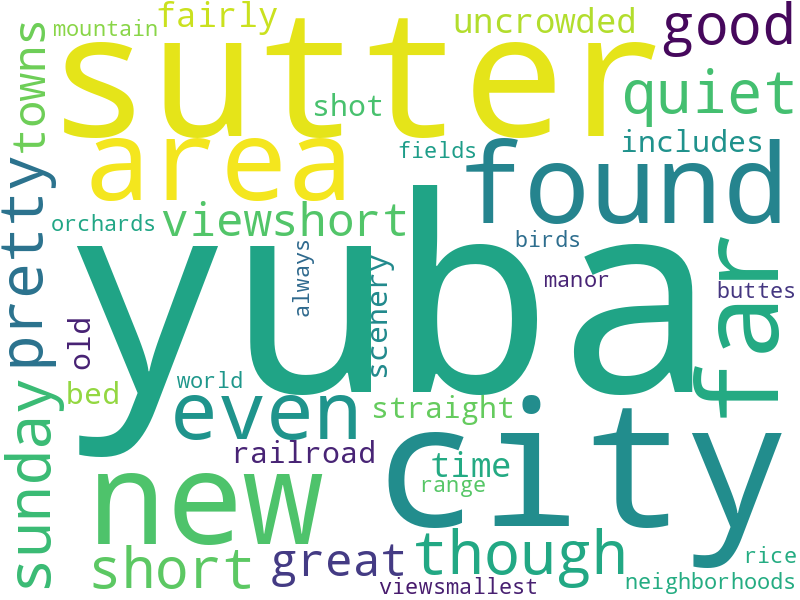 mountain
fairly
uncrowded
good
sutter
towns
shot
quiet
area
fields
includes
found
pretty
orchards
viewshort
birds
yuba
always
scenery
manor
buttes
far
old
world
bed
even
straight
city
sunday
new
railroad
time
range
short
great
though
rice
viewsmallest
neighborhoods